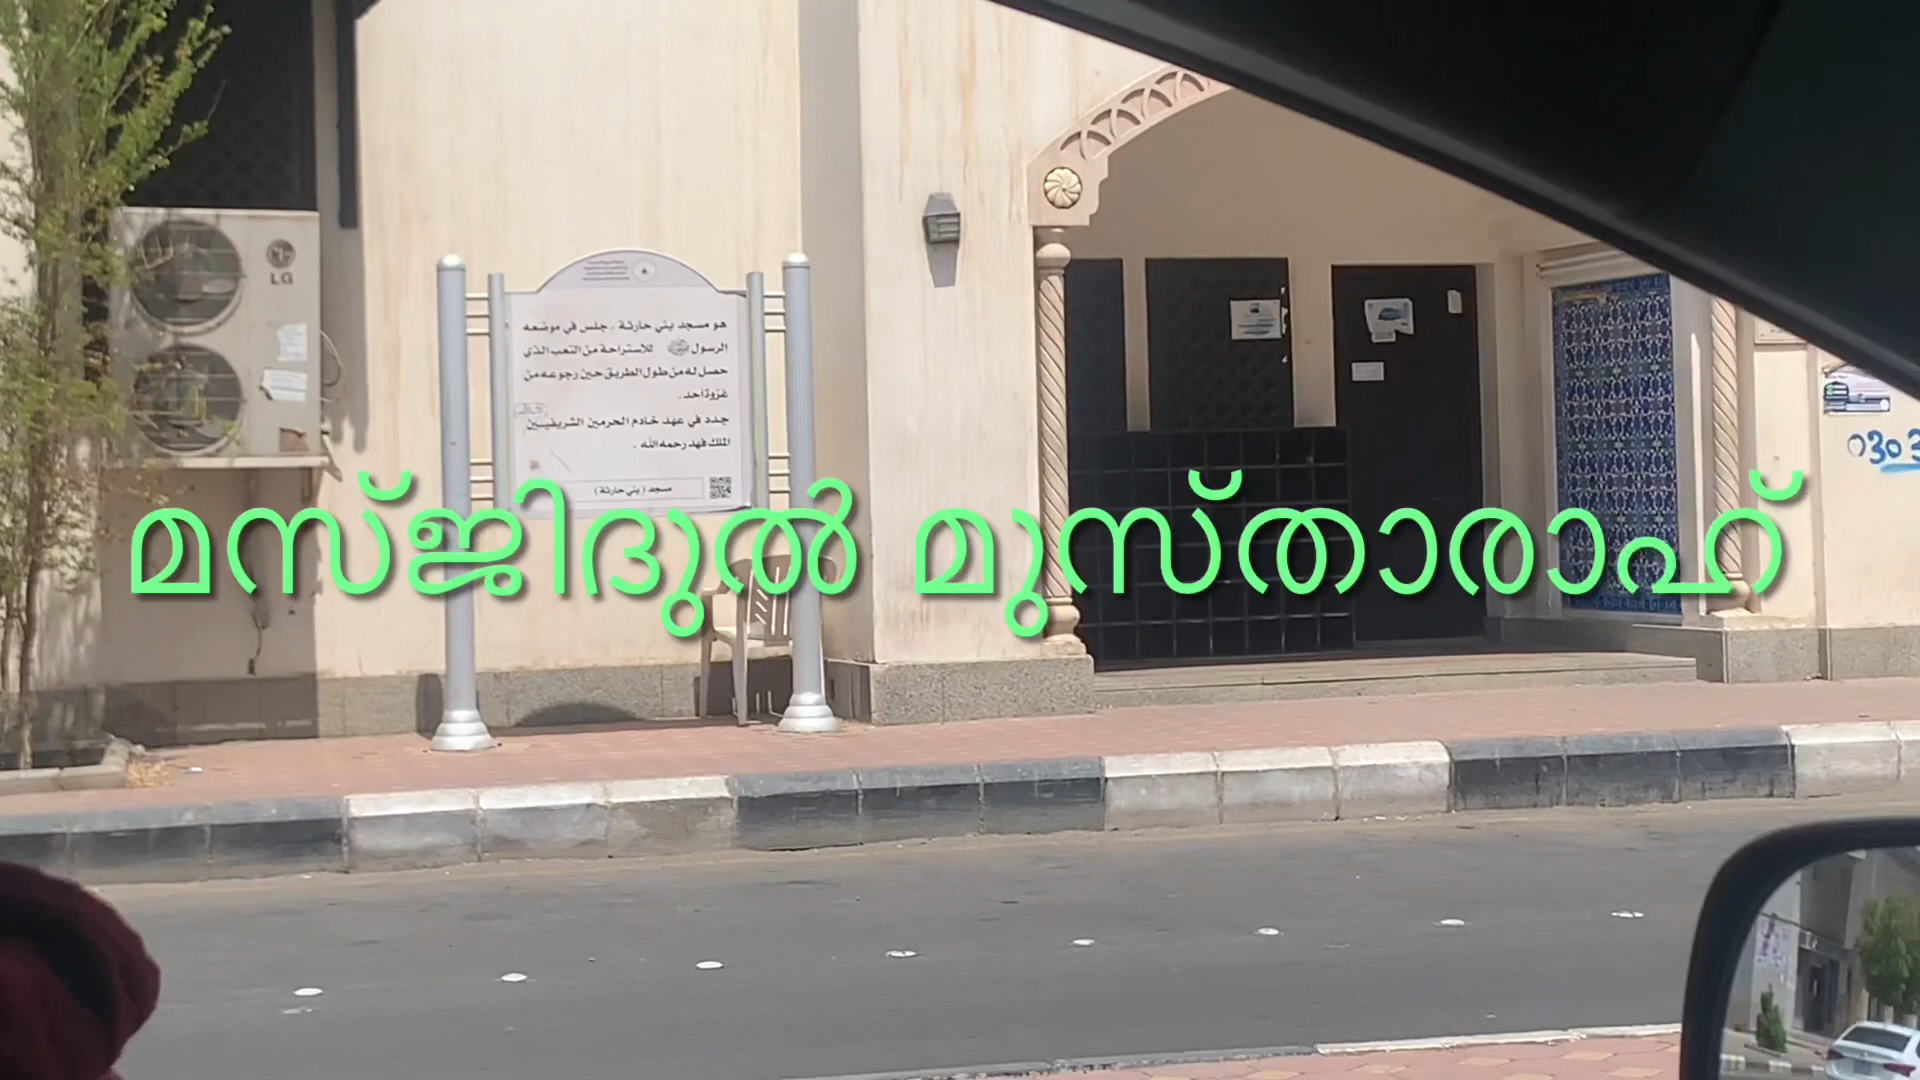 LG
هو مسجد بني حارثة ، جلس في موضعه
الرسول ﷺ للاستراحة من التعب الذي
حصل له من طول الطريق حين رجوعه من
غزوة أحد .
جدد في عهد خادم الحرمين الشريفيـين
الملك فهد رحمه الله .
مسجد ( بني حارثة )
മസ്ജിദുൽ മുസ്താരാഹ്